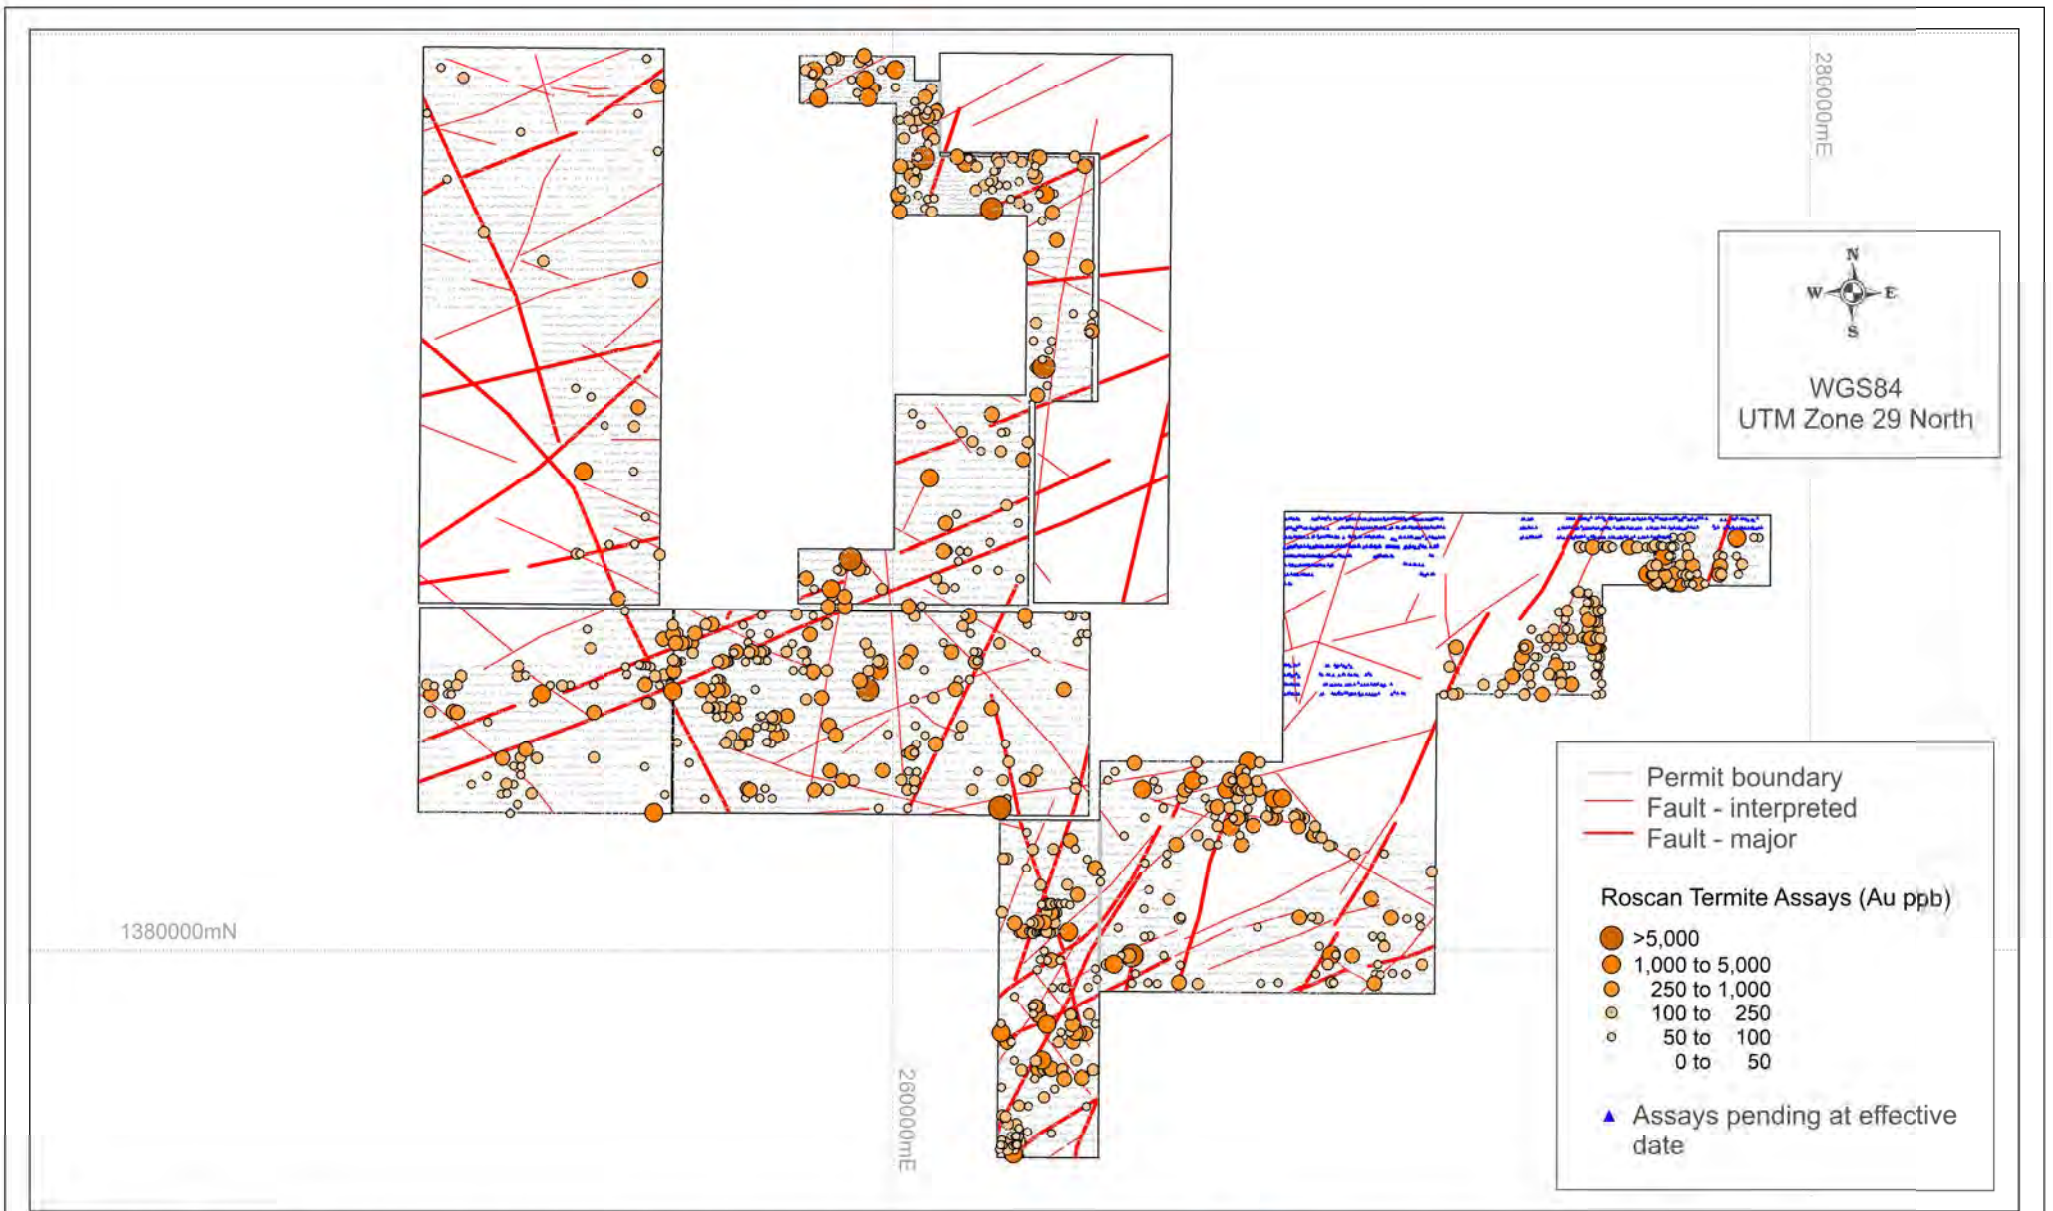 280000mE
N
W E
S
WGS84
UTM Zone 29 North
Permit boundary
Fault - interpreted
Fault - major
Roscan Termite Assays (Au ppb)
>5,000
1,000 to 5,000
250 to 1,000
100 to 250
50 to 100
0 to 50
Assays pending at effective
date
1380000mN
260000mE